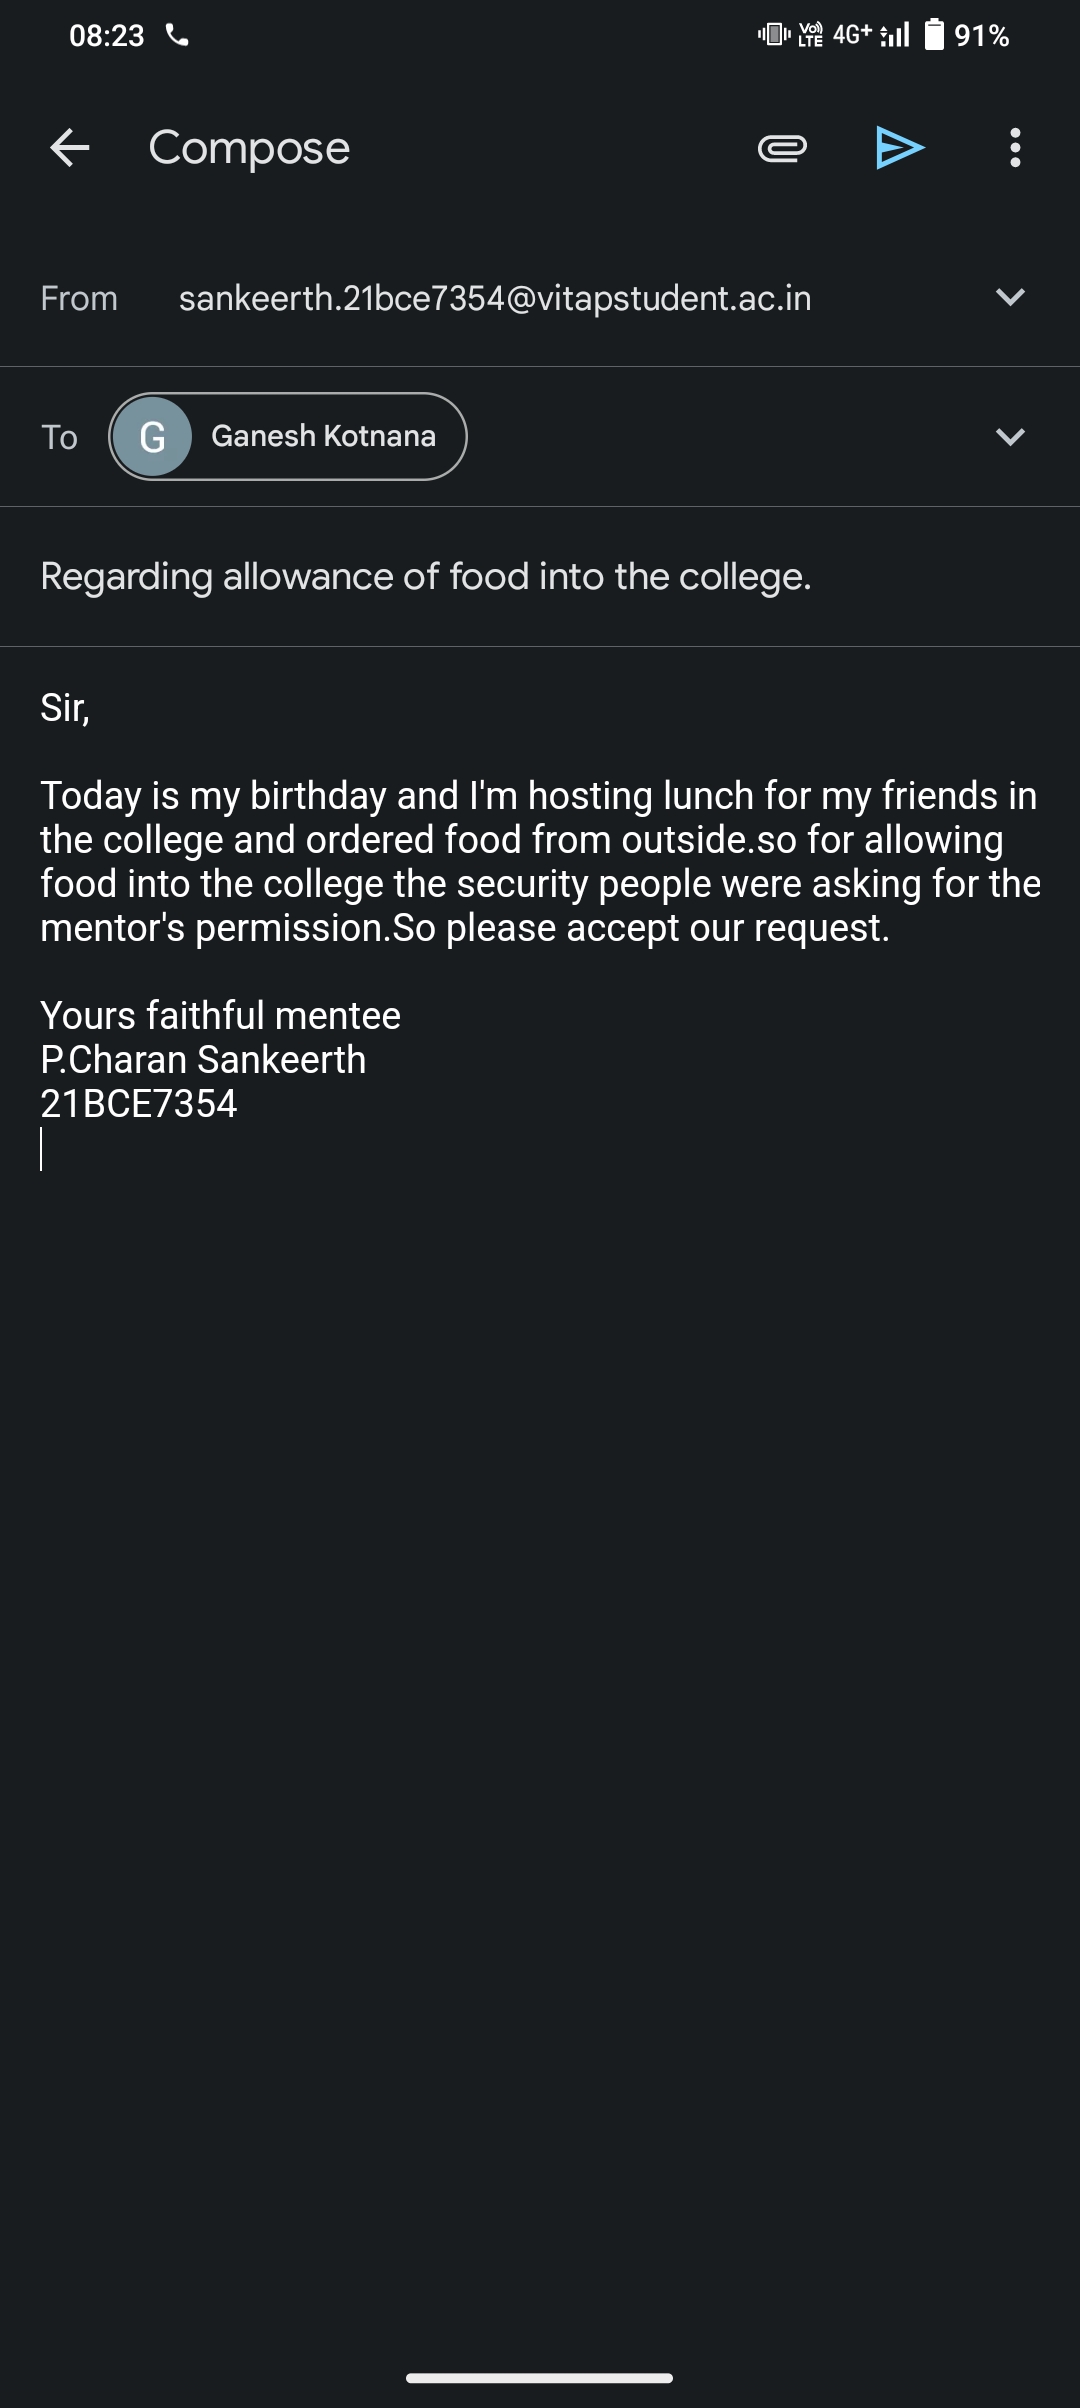 08:23 Vo) LTE 4G+ 91%
Compose
From sankeerth.21bce7354@vitapstudent.ac.in
To G Ganesh Kotnana
Regarding allowance of food into the college.
Sir,
Today is my birthday and I'm hosting lunch for my friends in
the college and ordered food from outside.so for allowing
food into the college the security people were asking for the
mentor's permission.So please accept our request.
Yours faithful mentee
P.Charan Sankeerth
21BCE7354